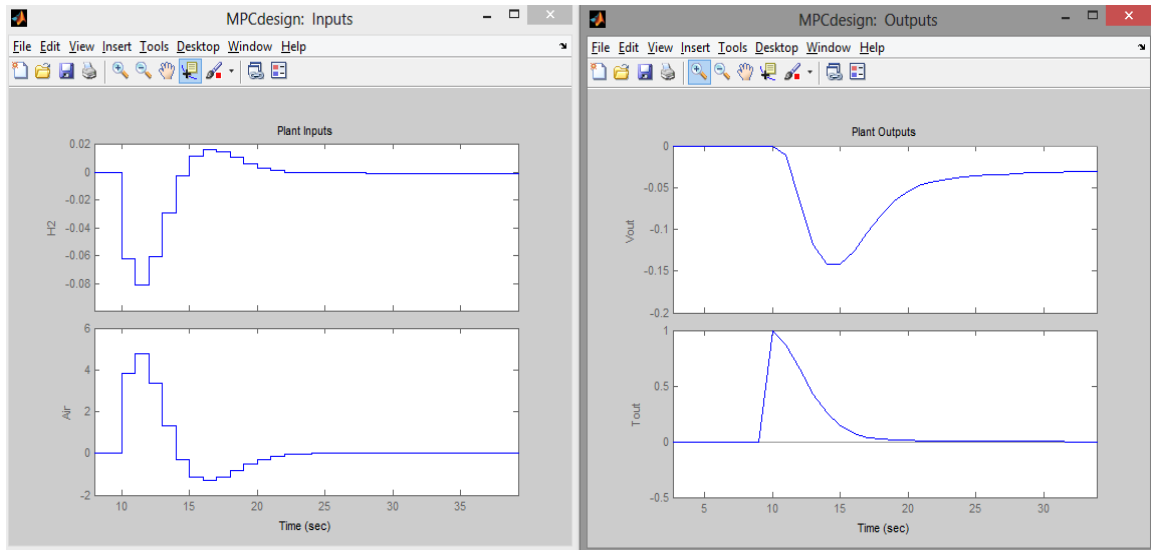 MPCdesign: Inputs
File Edit View Insert Tools Desktop Window Help
Plant Inputs
0.02
0
-0.02
-0.04
-0.06
-0.08
H2
6
4
2
0
-2
Air
10 15 20 25 30 35
Time (sec)
MPCdesign: Outputs
File Edit View Insert Tools Desktop Window Help
Plant Outputs
0
-0.05
-0.1
-0.15
-0.2
Vout
1
0.5
0
-0.5
Tout
5 10 15 20 25 30
Time (sec)